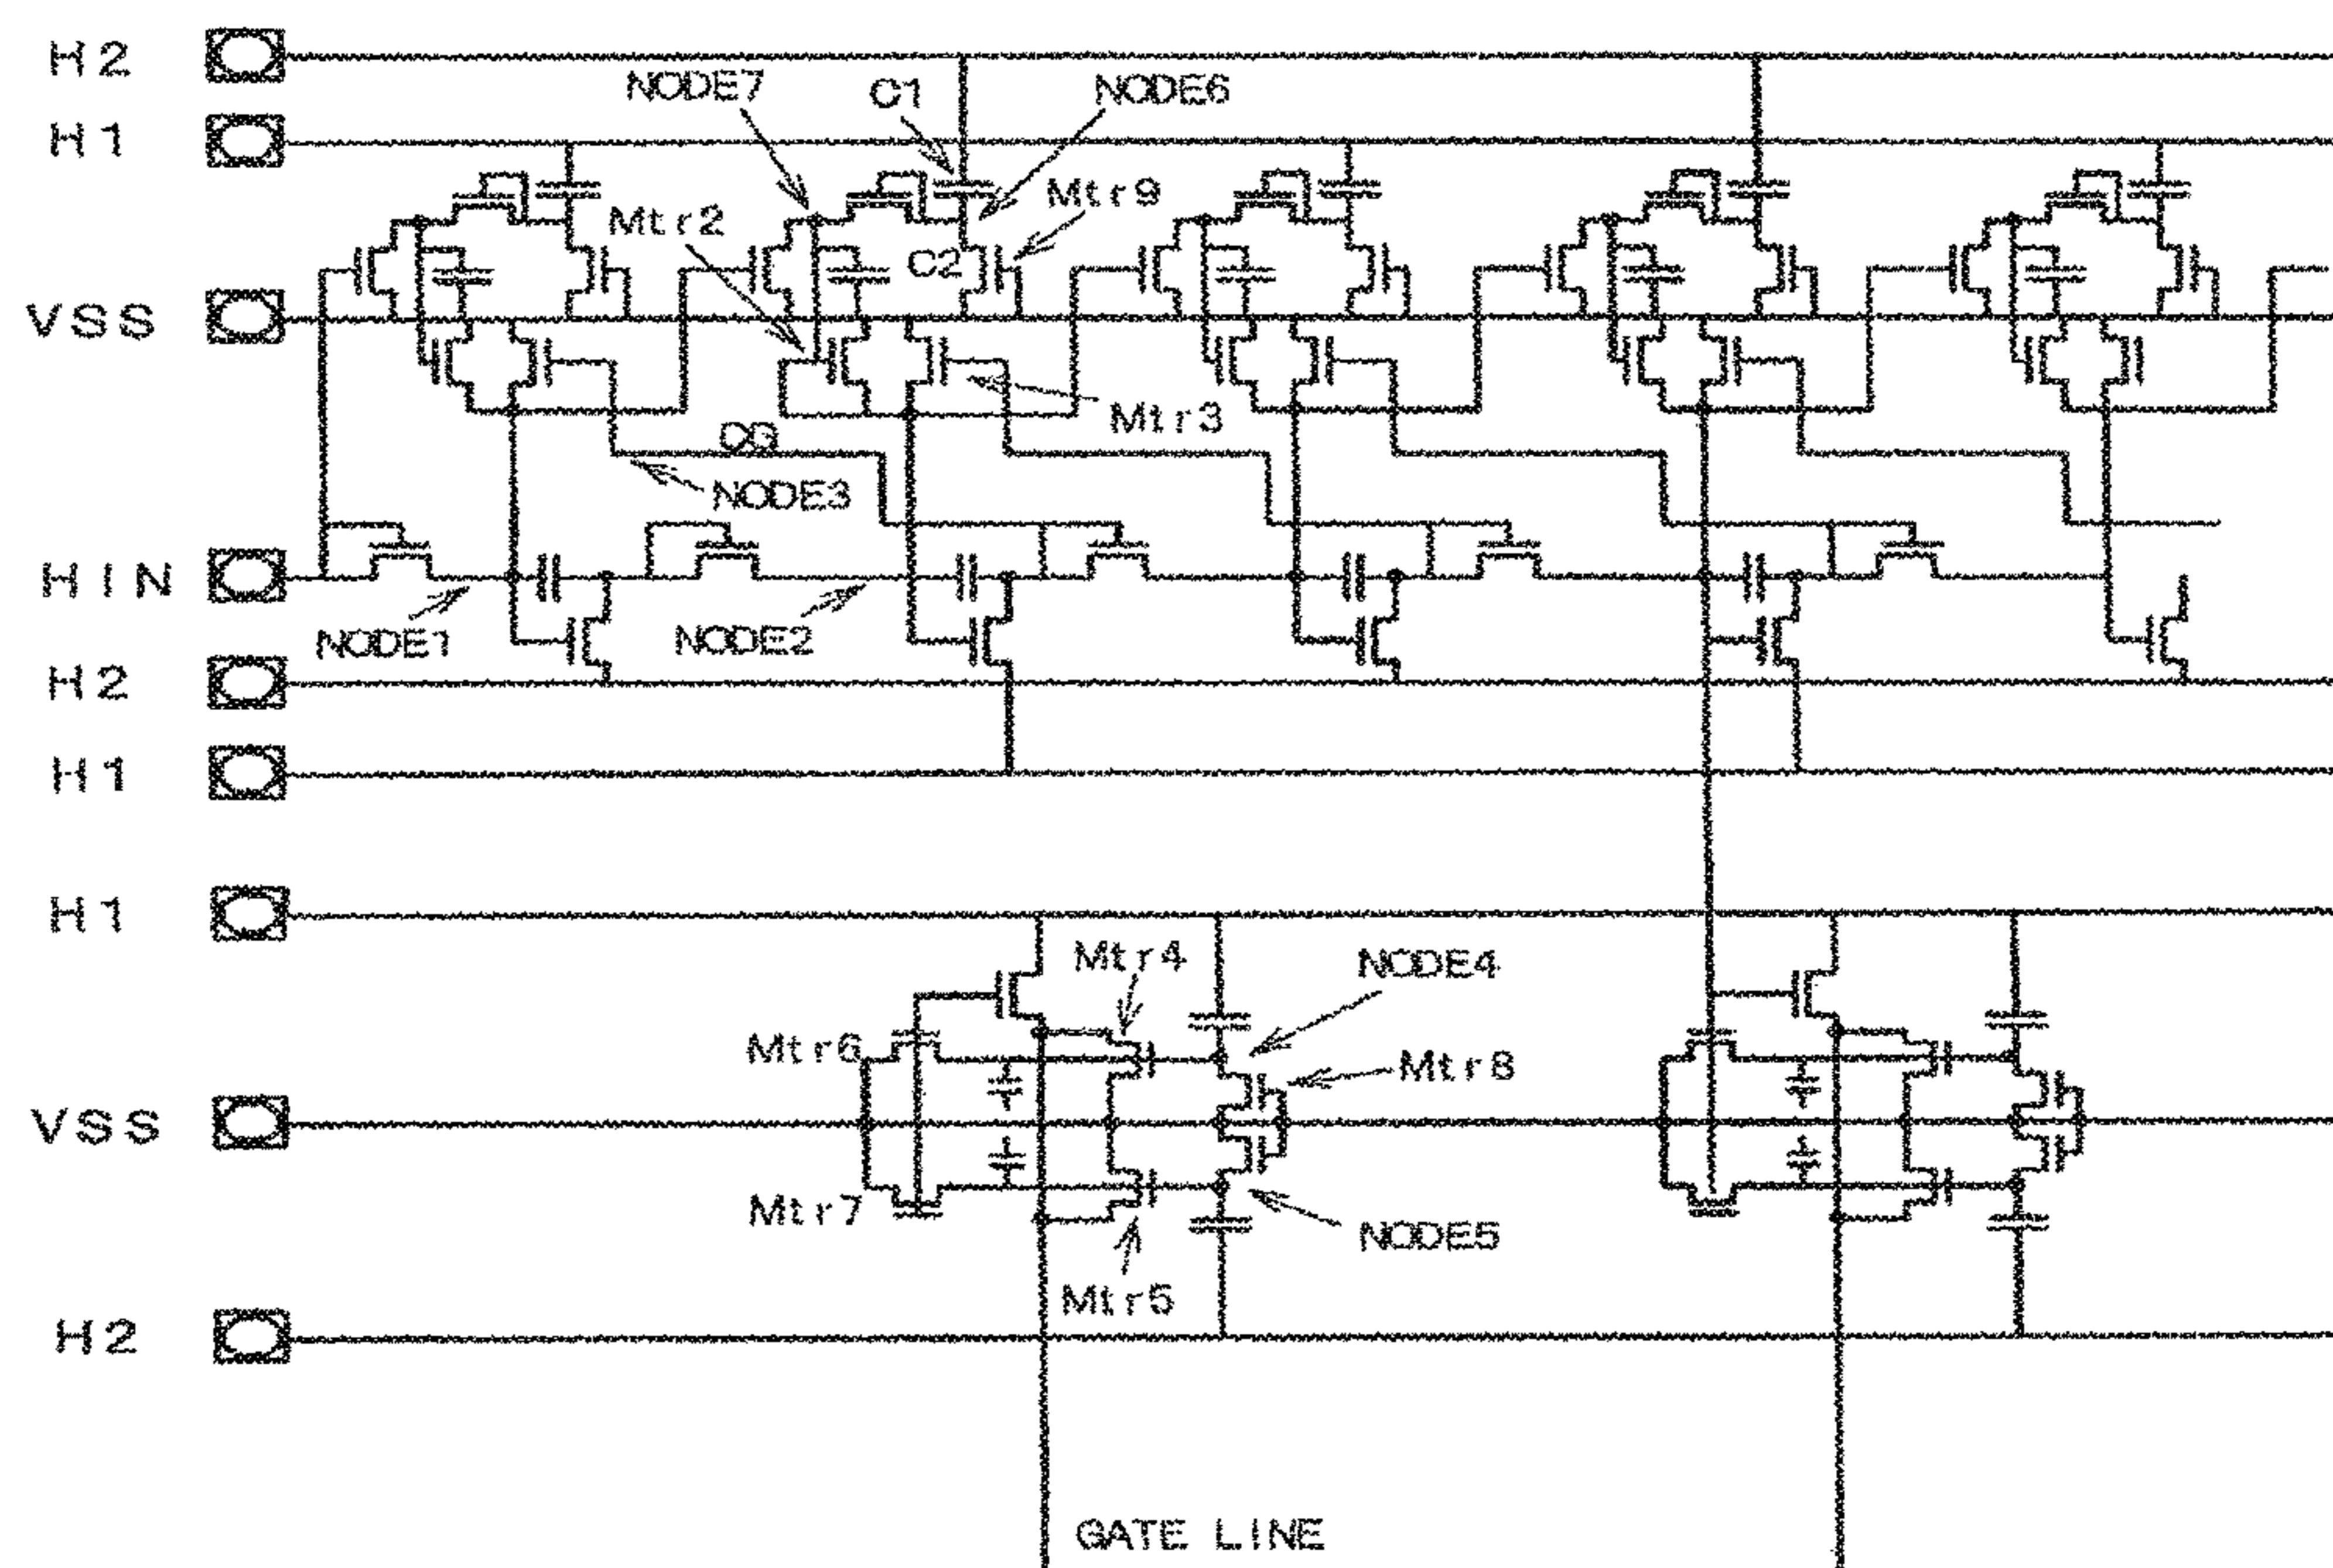 H2
NODE7
C1
NODE6
H1
Mtr2
Mtr9
C2
VSS
Mtr3
C3
NODE3
HIN
NODE1
NODE2
H2
H1
H1
Mtr4
NODE4
Mtr6
Mtr8
VSS
Mtr7
NODE5
Mtr5
H2
GATE LINE